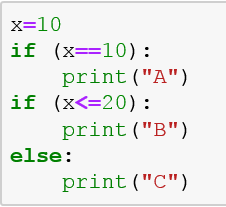 x=10
if (x==10):
    print("A")
if (x<=20):
    print("B")
else:
    print("C")